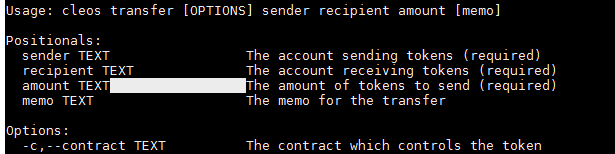 Usage: cleos transfer [OPTIONS] sender recipient amount [memo]
Positionals:
sender TEXT The account sending tokens (required)
recipient TEXT The account receiving tokens (required)
amount TEXT The amount of tokens to send (required)
memo TEXT The memo for the transfer
Options:
-c,--contract TEXT The contract which controls the token